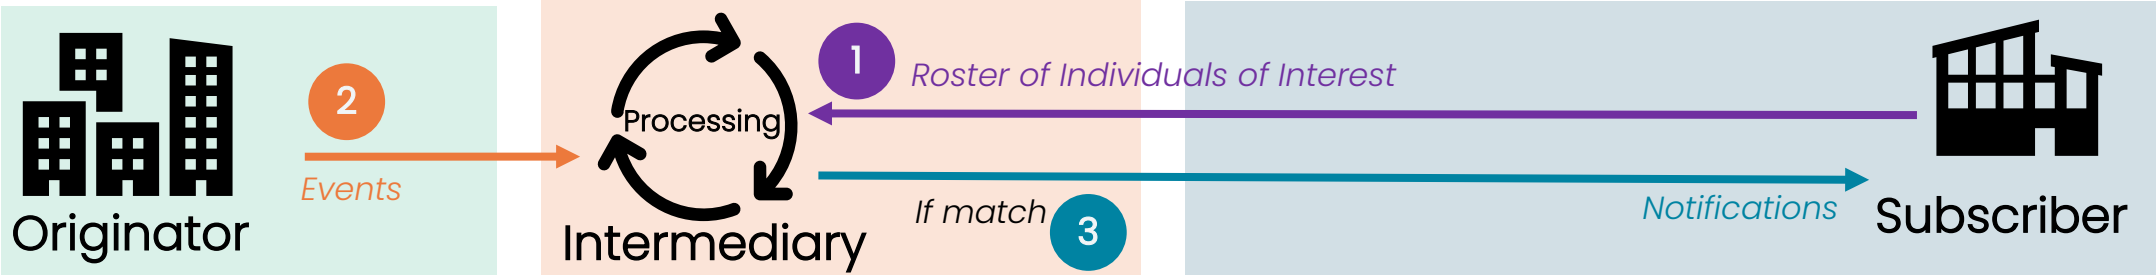 2
Events
Originator
Processing
Intermediary
1
Roster of Individuals of Interest
If match
3
Notifications
Subscriber